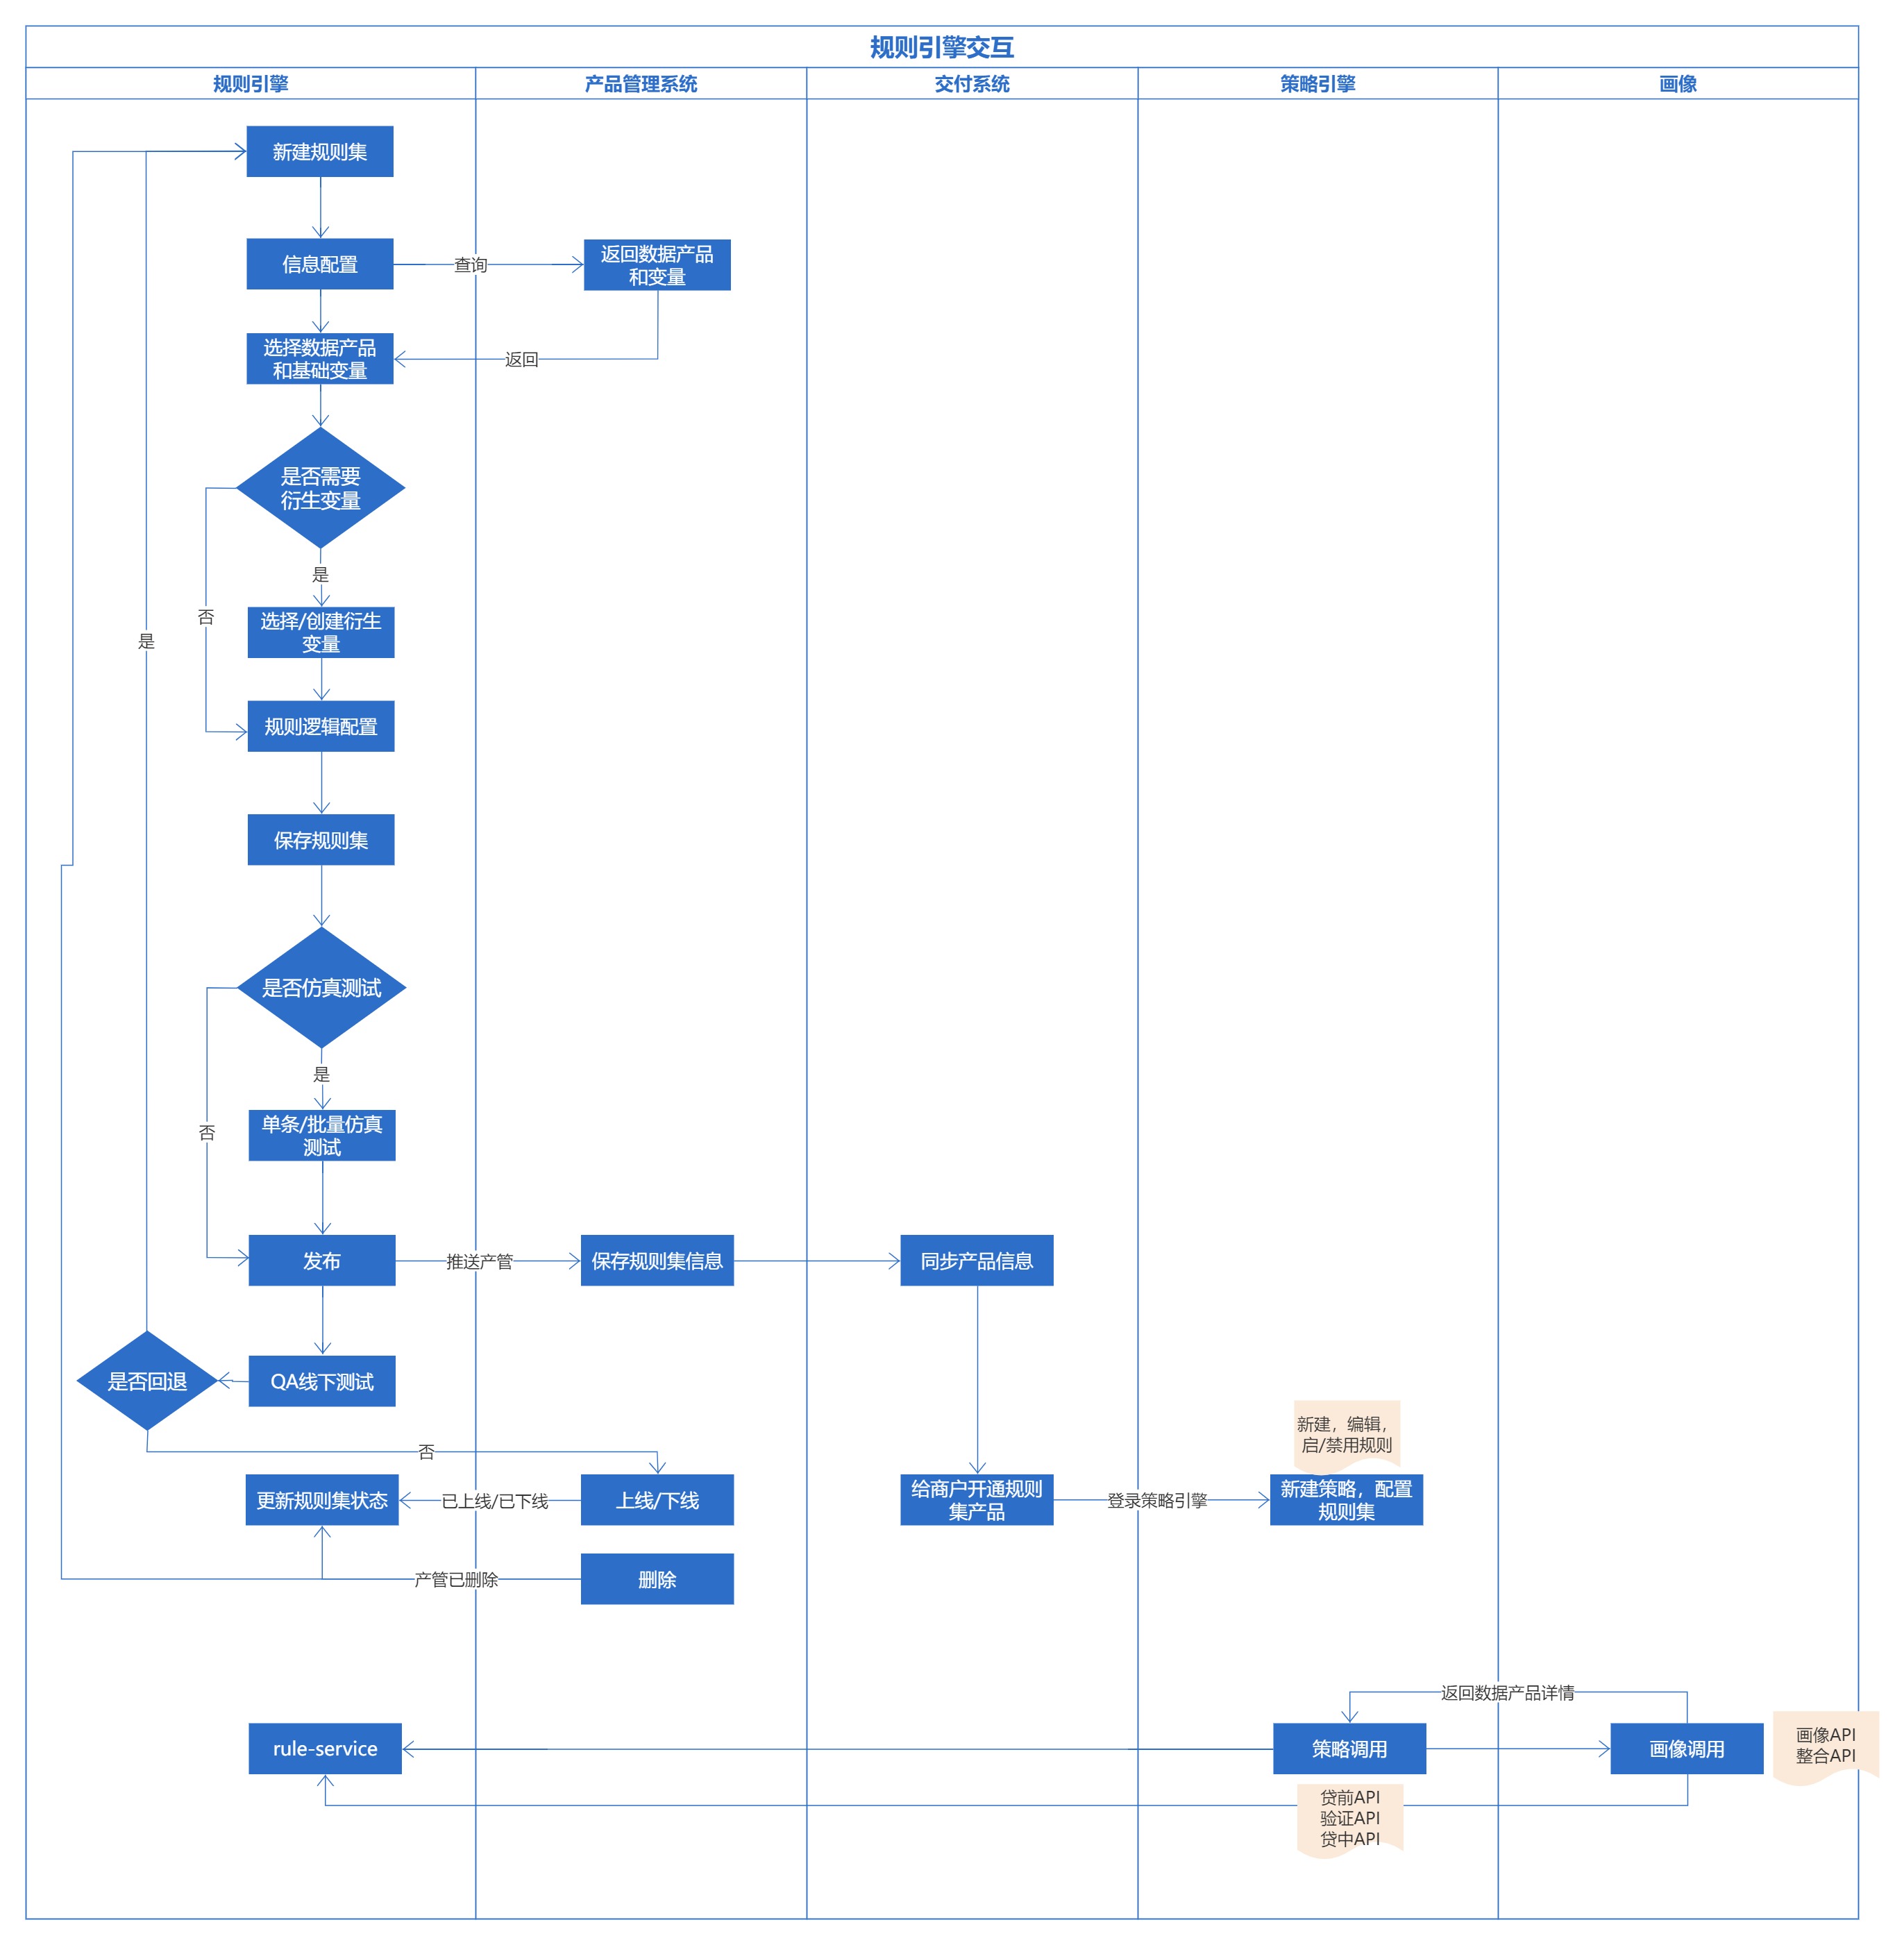 规则引擎交互
规则引擎
产品管理系统
交付系统
策略引擎
画像
新建规则集
信息配置
查询
返回数据产品
和变量
选择数据产品
和基础变量
返回
是否需要
衍生变量
是
否
选择/创建衍生
变量
是
规则逻辑配置
保存规则集
是否仿真测试
是
否
单条/批量仿真
测试
发布
推送产管
保存规则集信息
同步产品信息
是否回退
QA线下测试
否
新建，编辑，
启/禁用规则
更新规则集状态
已上线/已下线
上线/下线
给商户开通规则
集产品
登录策略引擎
新建策略，配置
规则集
产管已删除
删除
返回数据产品详情
rule-service
策略调用
画像调用
画像API
整合API
贷前API
验证API
贷中API